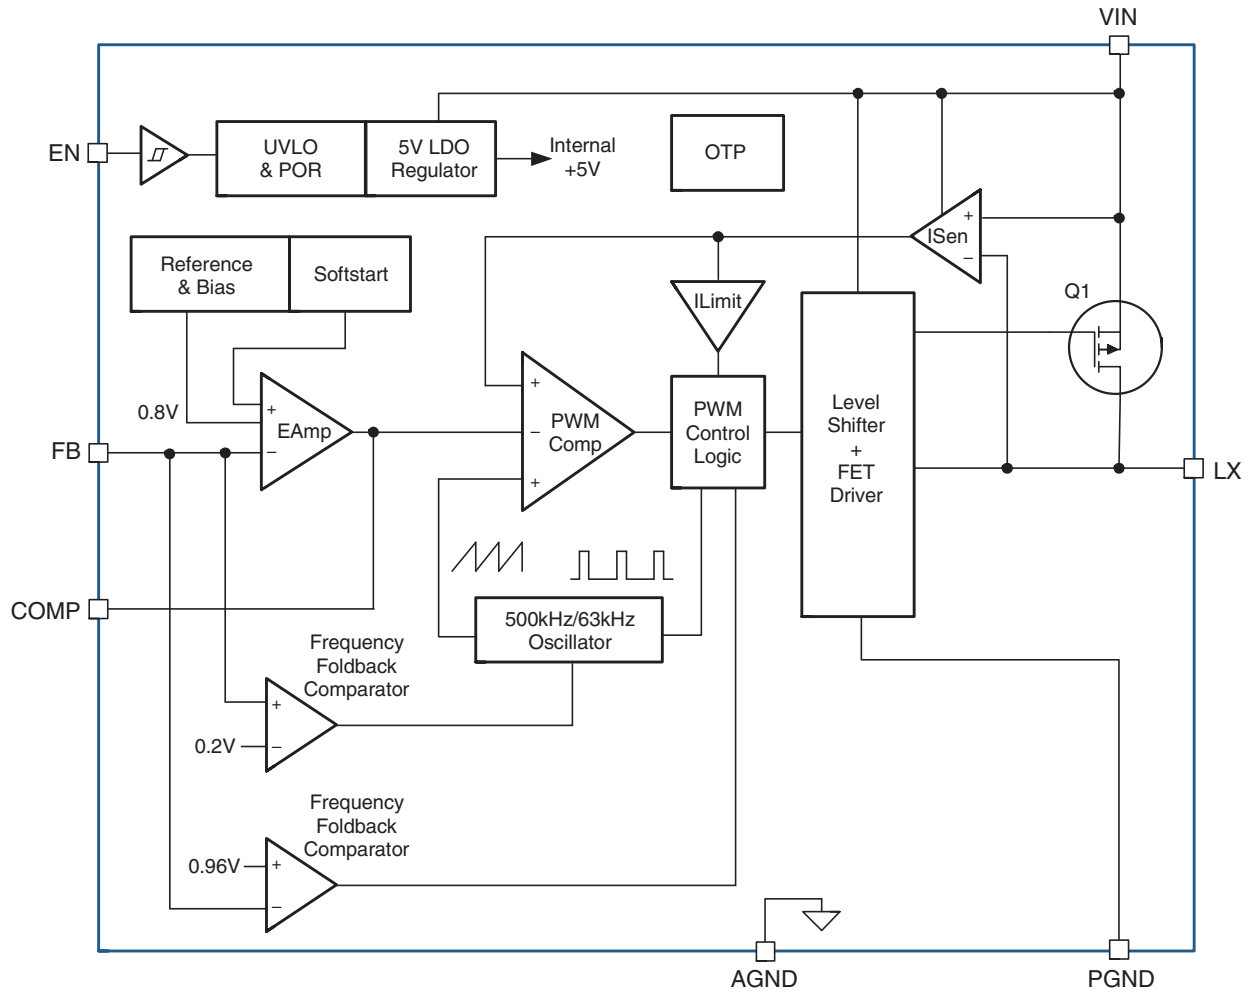 VIN
EN
UVLO
& POR
5V LDO
Regulator
Internal
+5V
OTP
Reference
& Bias
Softstart
ISen
+
−
ILimit
Q1
0.8V
+
EAmp
−
FB
+
PWM
Comp
−
+
PWM
Control
Logic
Level
Shifter
+
FET
Driver
LX
COMP
500kHz/63kHz
Oscillator
Frequency
Foldback
Comparator
+
0.2V
−
Frequency
Foldback
Comparator
0.96V
+
−
AGND
PGND